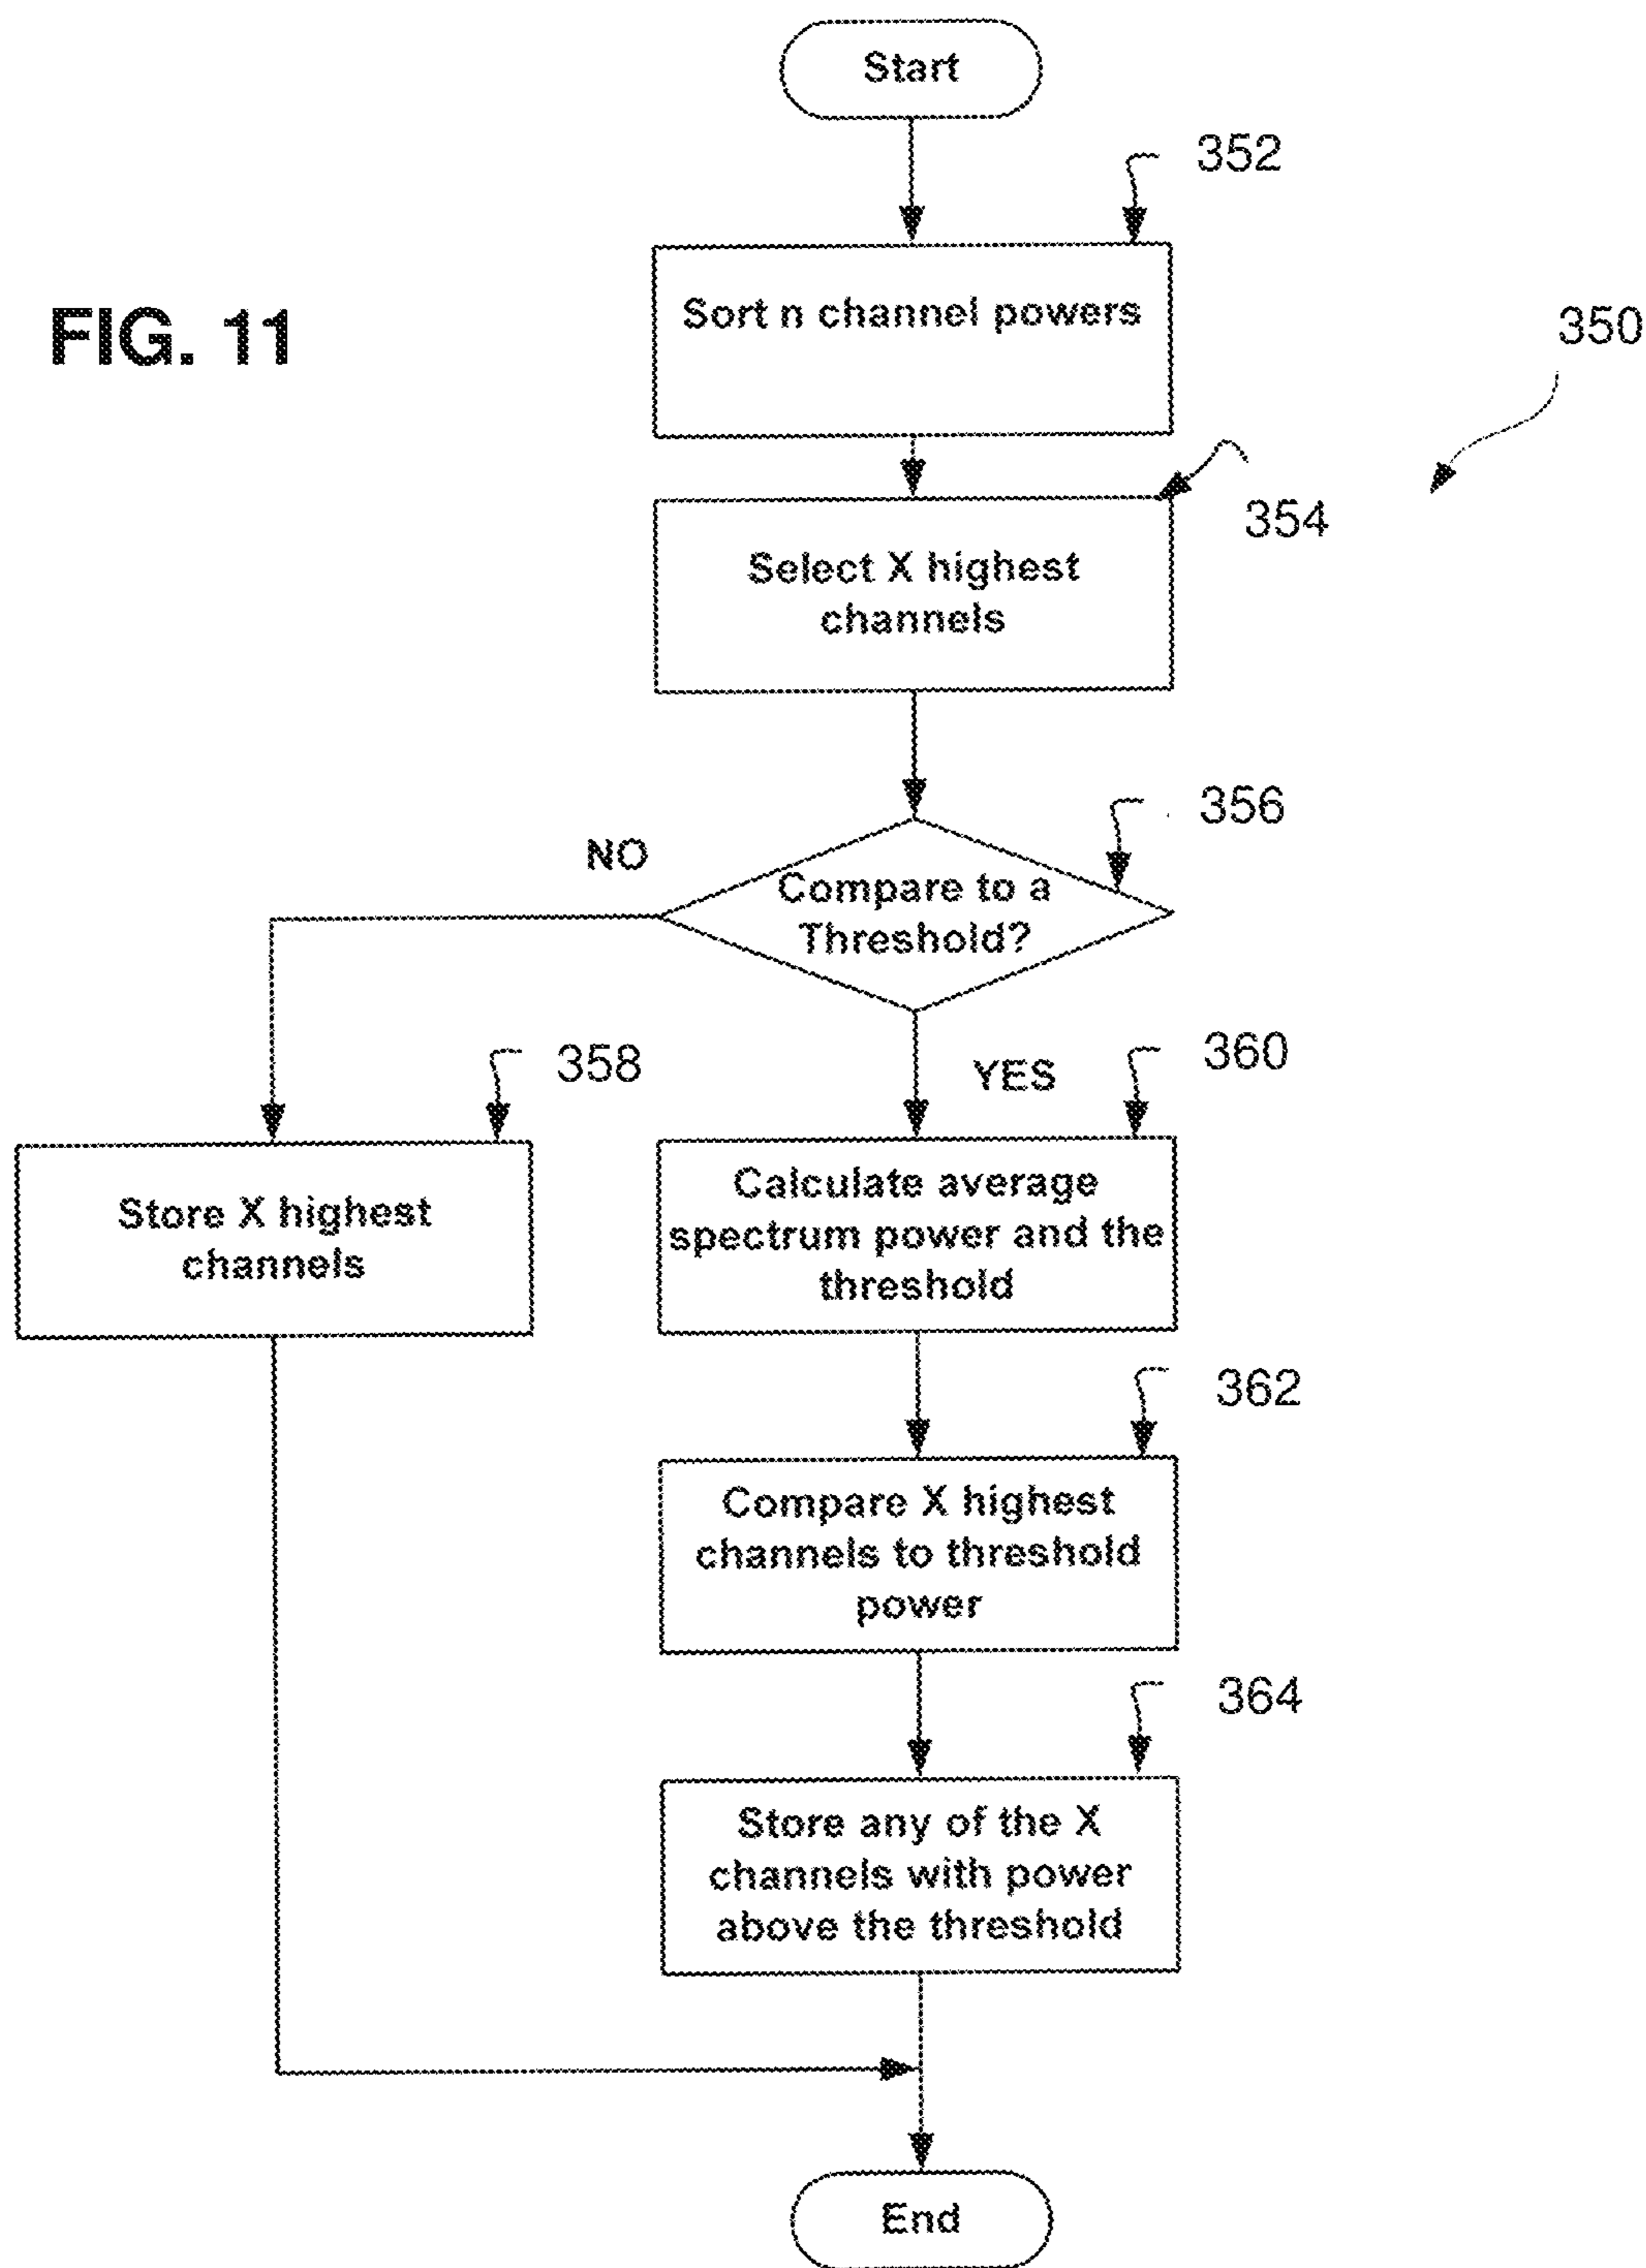 Start
352
Sort n channel powers
FIG. 11
350
354
Select X highest
channels
356
NO
Compare to a
Threshold?
358
YES
360
Store X highest
channels
Calculate average
spectrum power and the
threshold
362
Compare X highest
channels to threshold
power
364
Store any of the X
channels with power
above the threshold
End